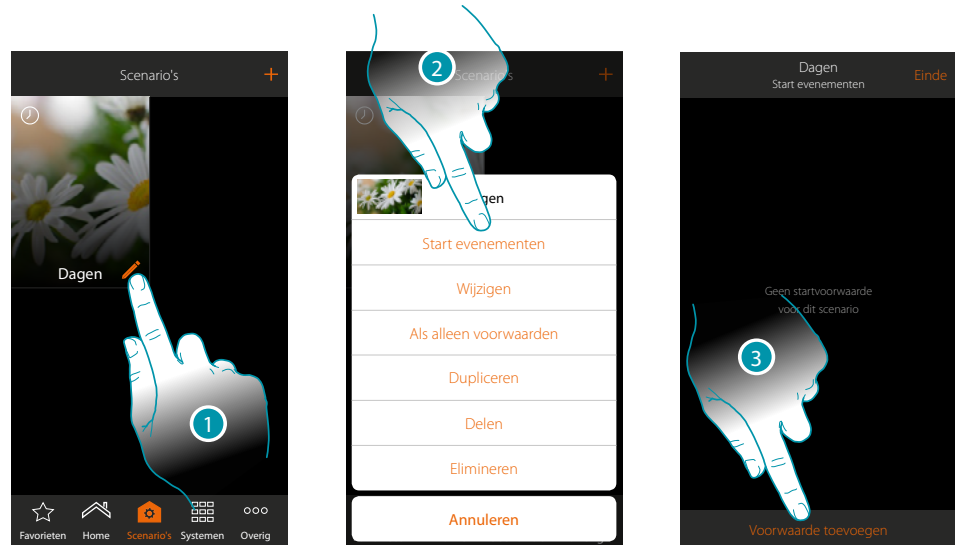 Scenario's
+
Dagen
1
Favorieten
Home
Scenario's
Systemen
Overig
2
Scenario's
+
gen
Start evenementen
Wijzigen
Als alleen voorwaarden
Dupliceren
Delen
Elimineren
Annuleren
Dagen
Start evenementen
Einde
Geen startvoorwaarde
voor dit scenario
3
Voorwaarde toevoegen